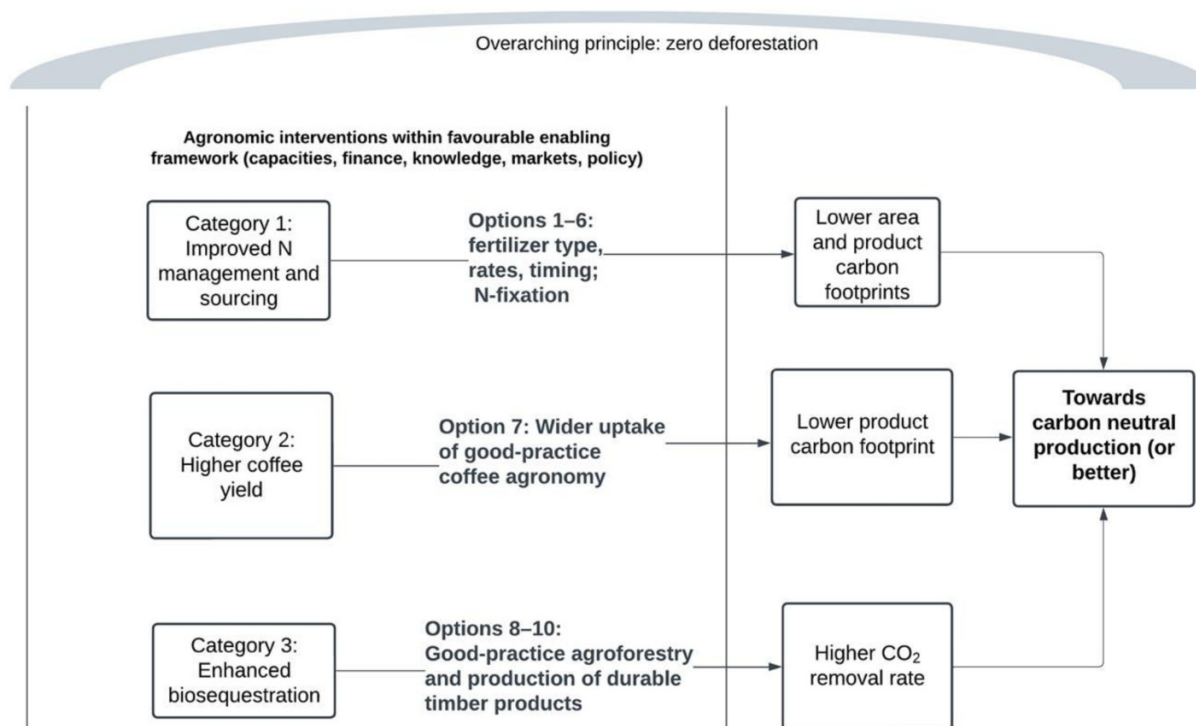 Overarching principle: zero deforestation
Agronomic interventions within favourable enabling
framework (capacities, finance, knowledge, markets, policy)
Category 1:
Improved N
management and
sourcing
Options 1–6:
fertilizer type,
rates, timing;
N-fixation
Lower area
and product
carbon
footprints
Category 2:
Higher coffee
yield
Option 7: Wider uptake
of good-practice
coffee agronomy
Lower product
carbon footprint
Towards
carbon neutral
production (or
better)
Category 3:
Enhanced
biosequestration
Options 8–10:
Good-practice agroforestry
and production of durable
timber products
Higher CO₂
removal rate